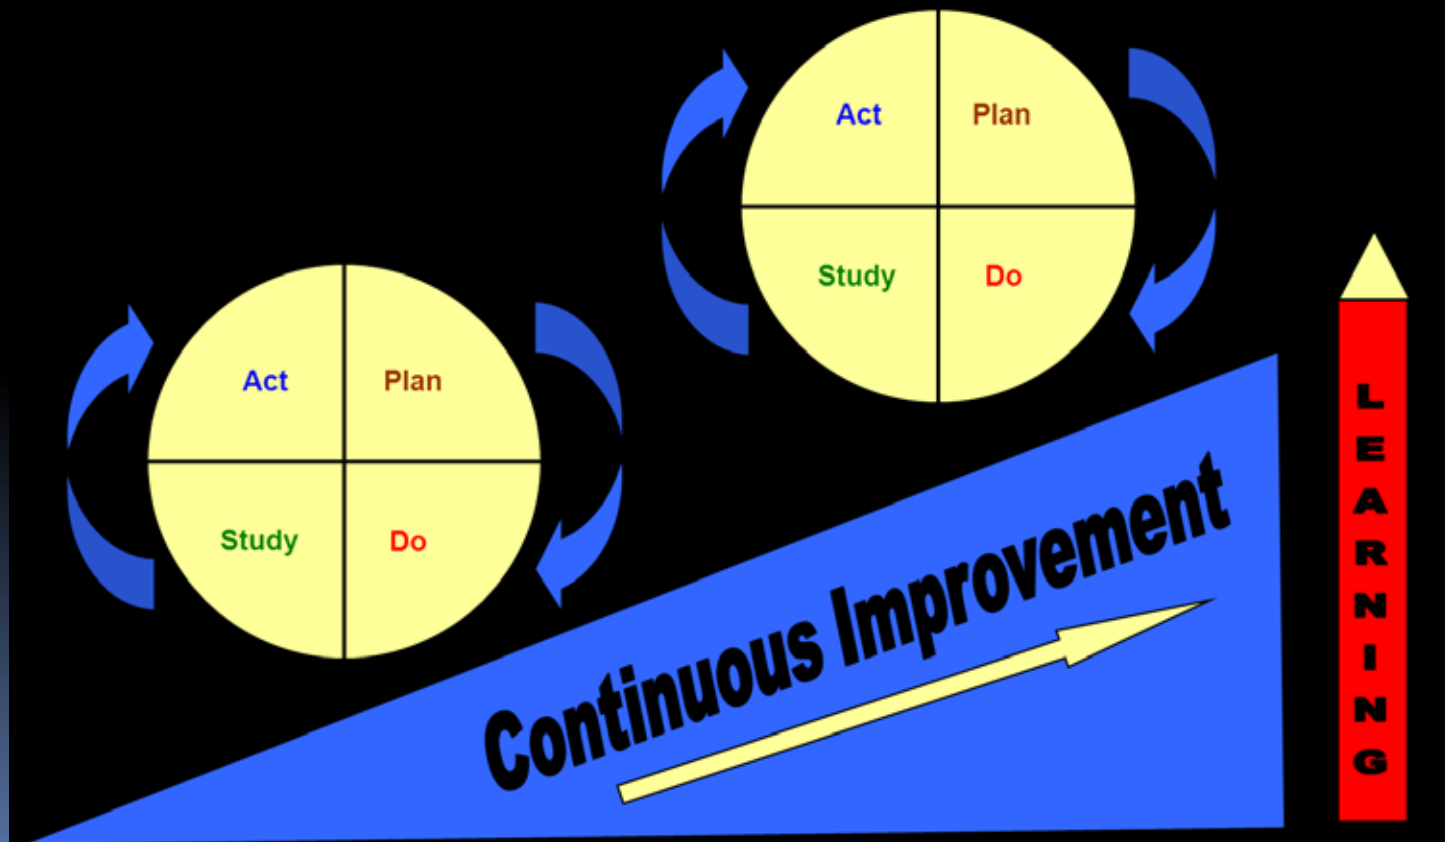 Act Plan
Study Do
Act Plan
Study Do
Continuous Improvement
LEARNING